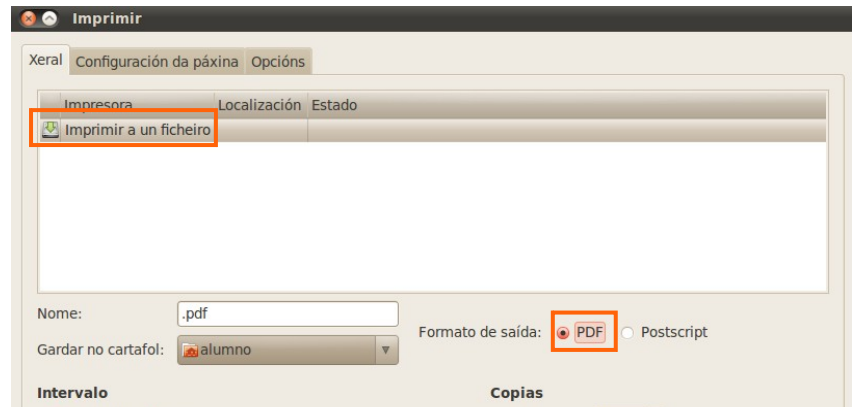 Imprimir
Xeral Configuración da páxina Opcións
Impresora Localización Estado
Imprimir a un ficheiro
Nome: .pdf
Formato de saída: PDF Postscript
Gardar no cartafol: alumno
Intervalo Copias